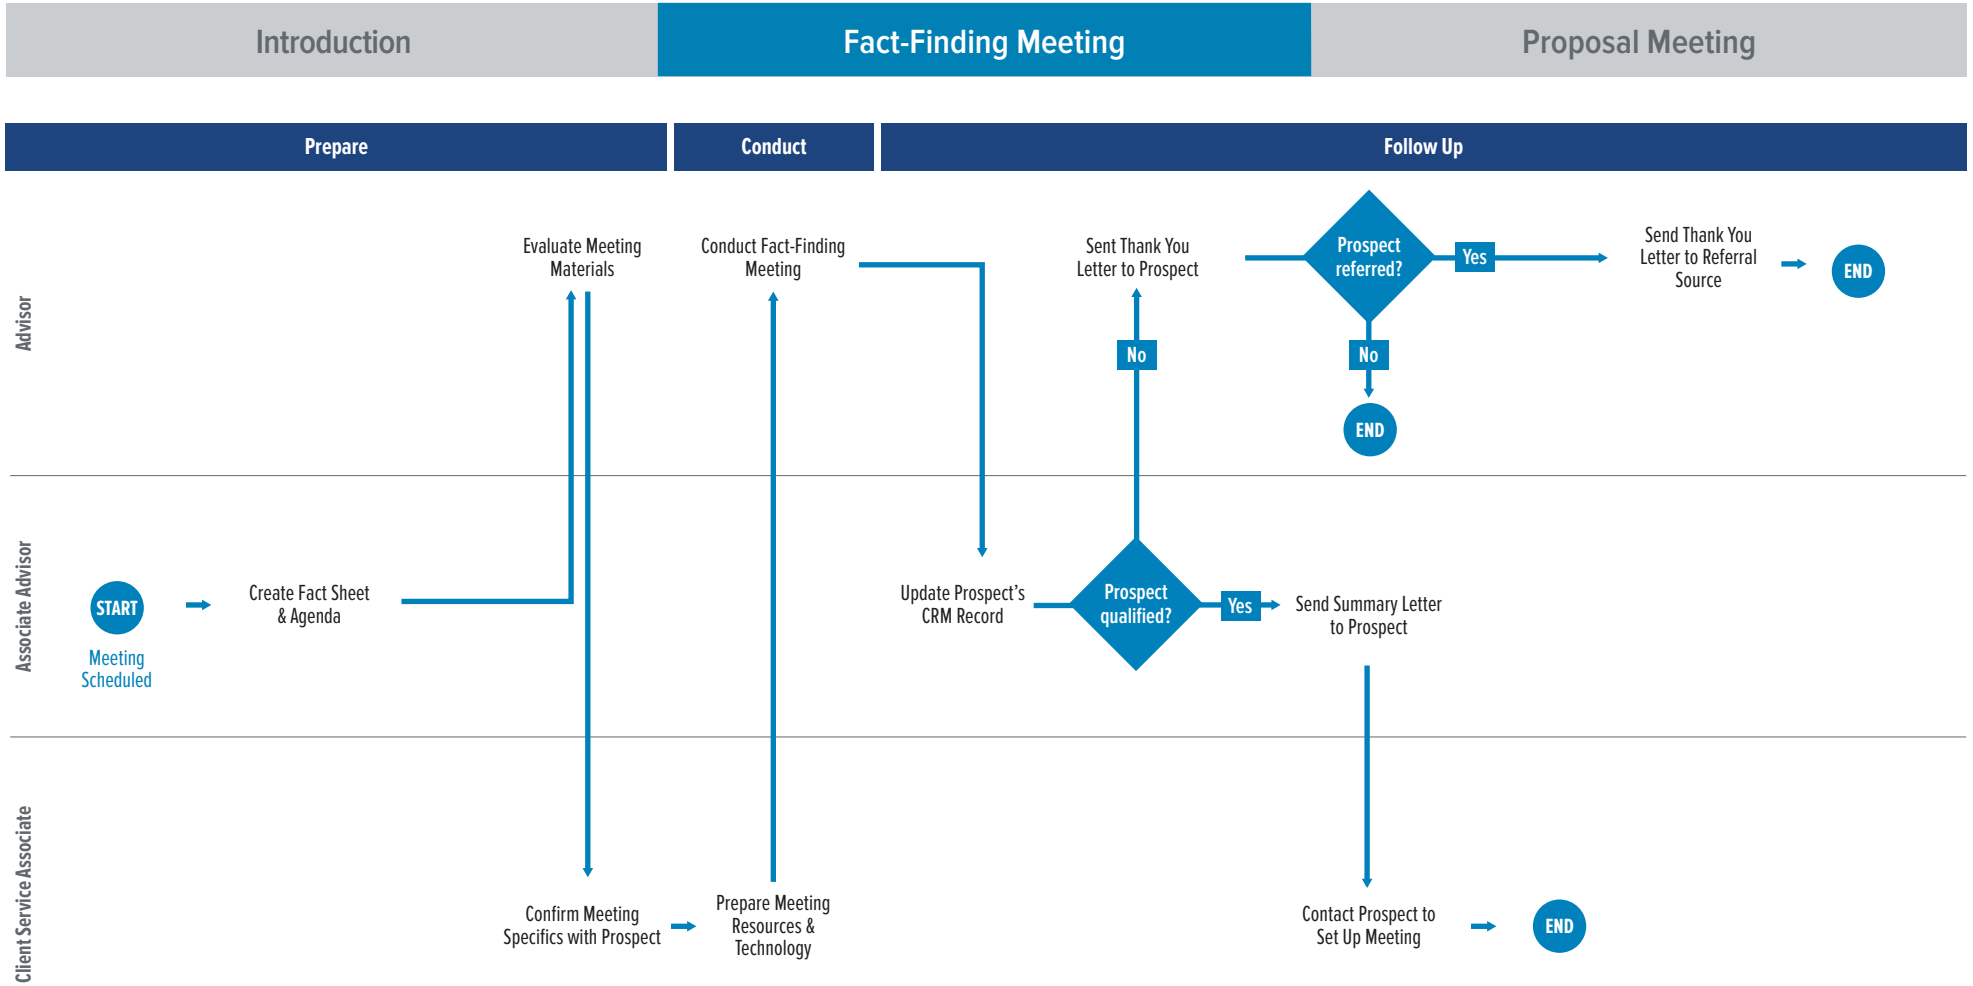 Introduction
Fact-Finding Meeting
Proposal Meeting
Prepare
Conduct
Follow Up
Advisor
Evaluate Meeting
Materials
Conduct Fact-Finding
Meeting
Sent Thank You
Letter to Prospect
No
Prospect
referred?
Yes
No
END
Send Thank You
Letter to Referral
Source
END
Associate Advisor
START
Meeting
Scheduled
Create Fact Sheet
& Agenda
Update Prospect's
CRM Record
Prospect
qualified?
Yes
Send Summary Letter
to Prospect
Client Service Associate
Confirm Meeting
Specifics with Prospect
Prepare Meeting
Resources &
Technology
Contact Prospect to
Set Up Meeting
END